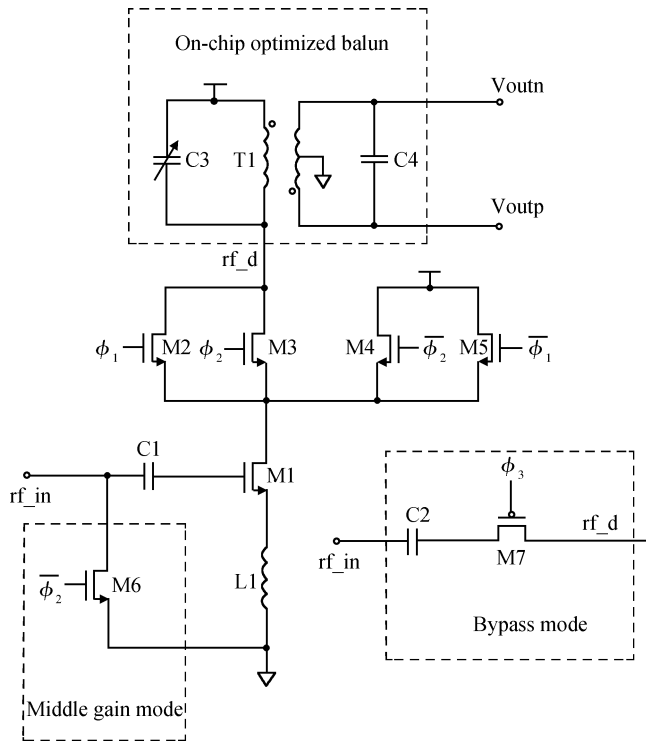 On-chip optimized balun
Voutn
C3
T1
C4
Voutp
rf_d
ϕ1
M2
ϕ2
M3
M4
ϕ̅2
M5
ϕ̅1
C1
M1
rf_in
ϕ3
C2
rf_d
rf_in
M7
ϕ̅2
M6
L1
Bypass mode
Middle gain mode